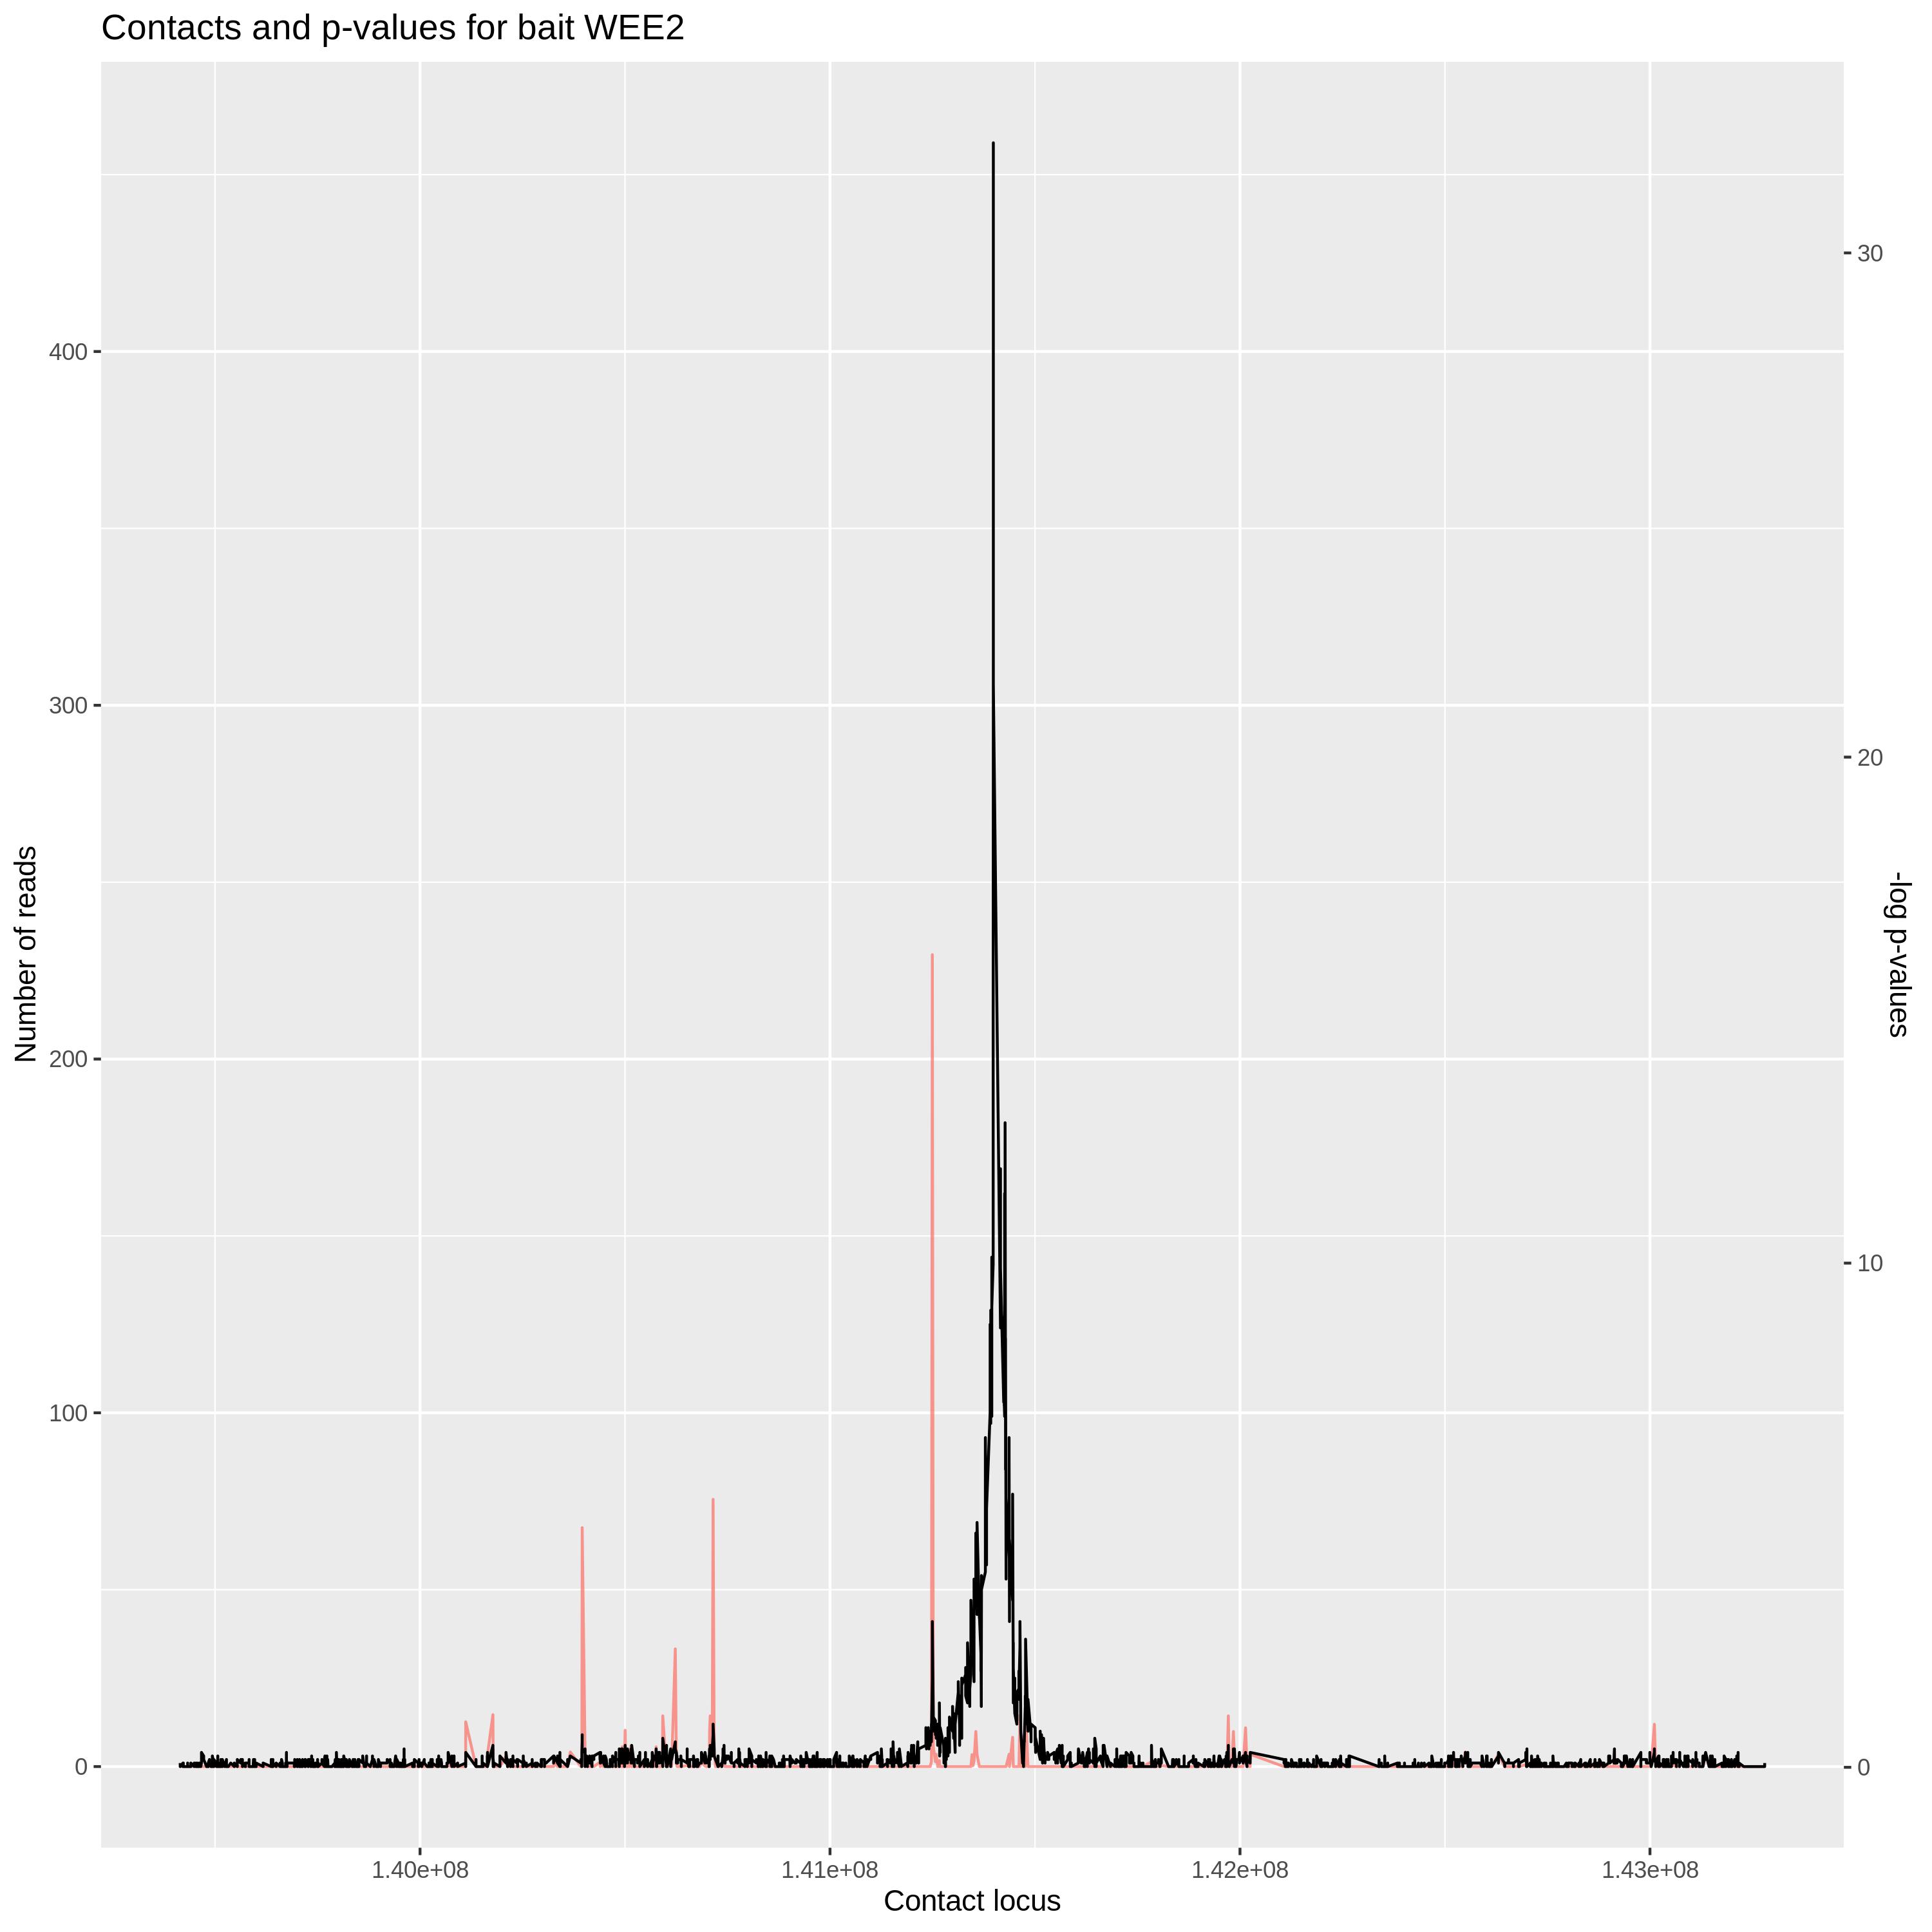 Contacts and p-values for bait WEE2
400
300
200
100
0
Number of reads
30
20
10
0
-log p-values
1.40e+08 1.41e+08 1.42e+08 1.43e+08
Contact locus